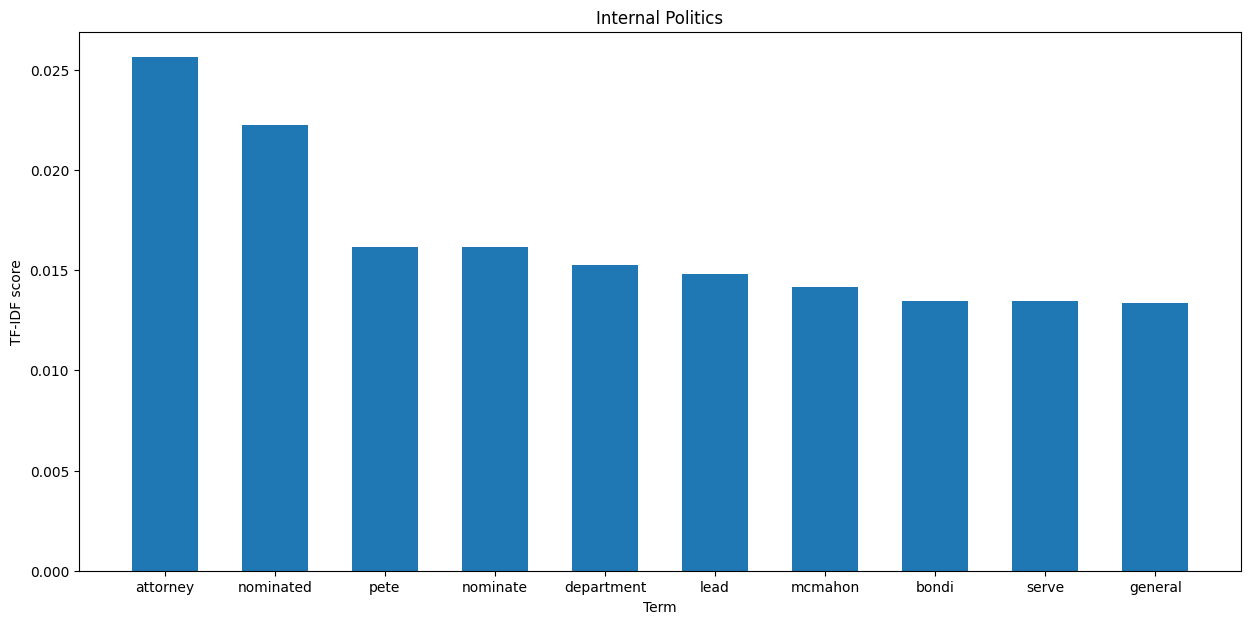 Internal Politics
0.025
0.020
0.015
0.010
0.005
0.000
TF-IDF score
attorney nominated pete nominate department lead mcmahon bondi serve general
Term